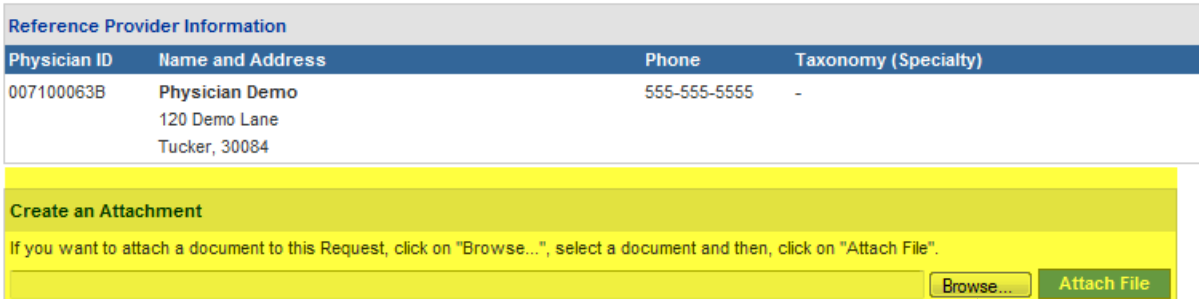 Reference Provider Information
Physician ID Name and Address Phone Taxonomy (Specialty)
007100063B Physician Demo 555-555-5555 -
120 Demo Lane
Tucker, 30084
Create an Attachment
If you want to attach a document to this Request, click on "Browse...", select a document and then, click on "Attach File".
Browse... Attach File